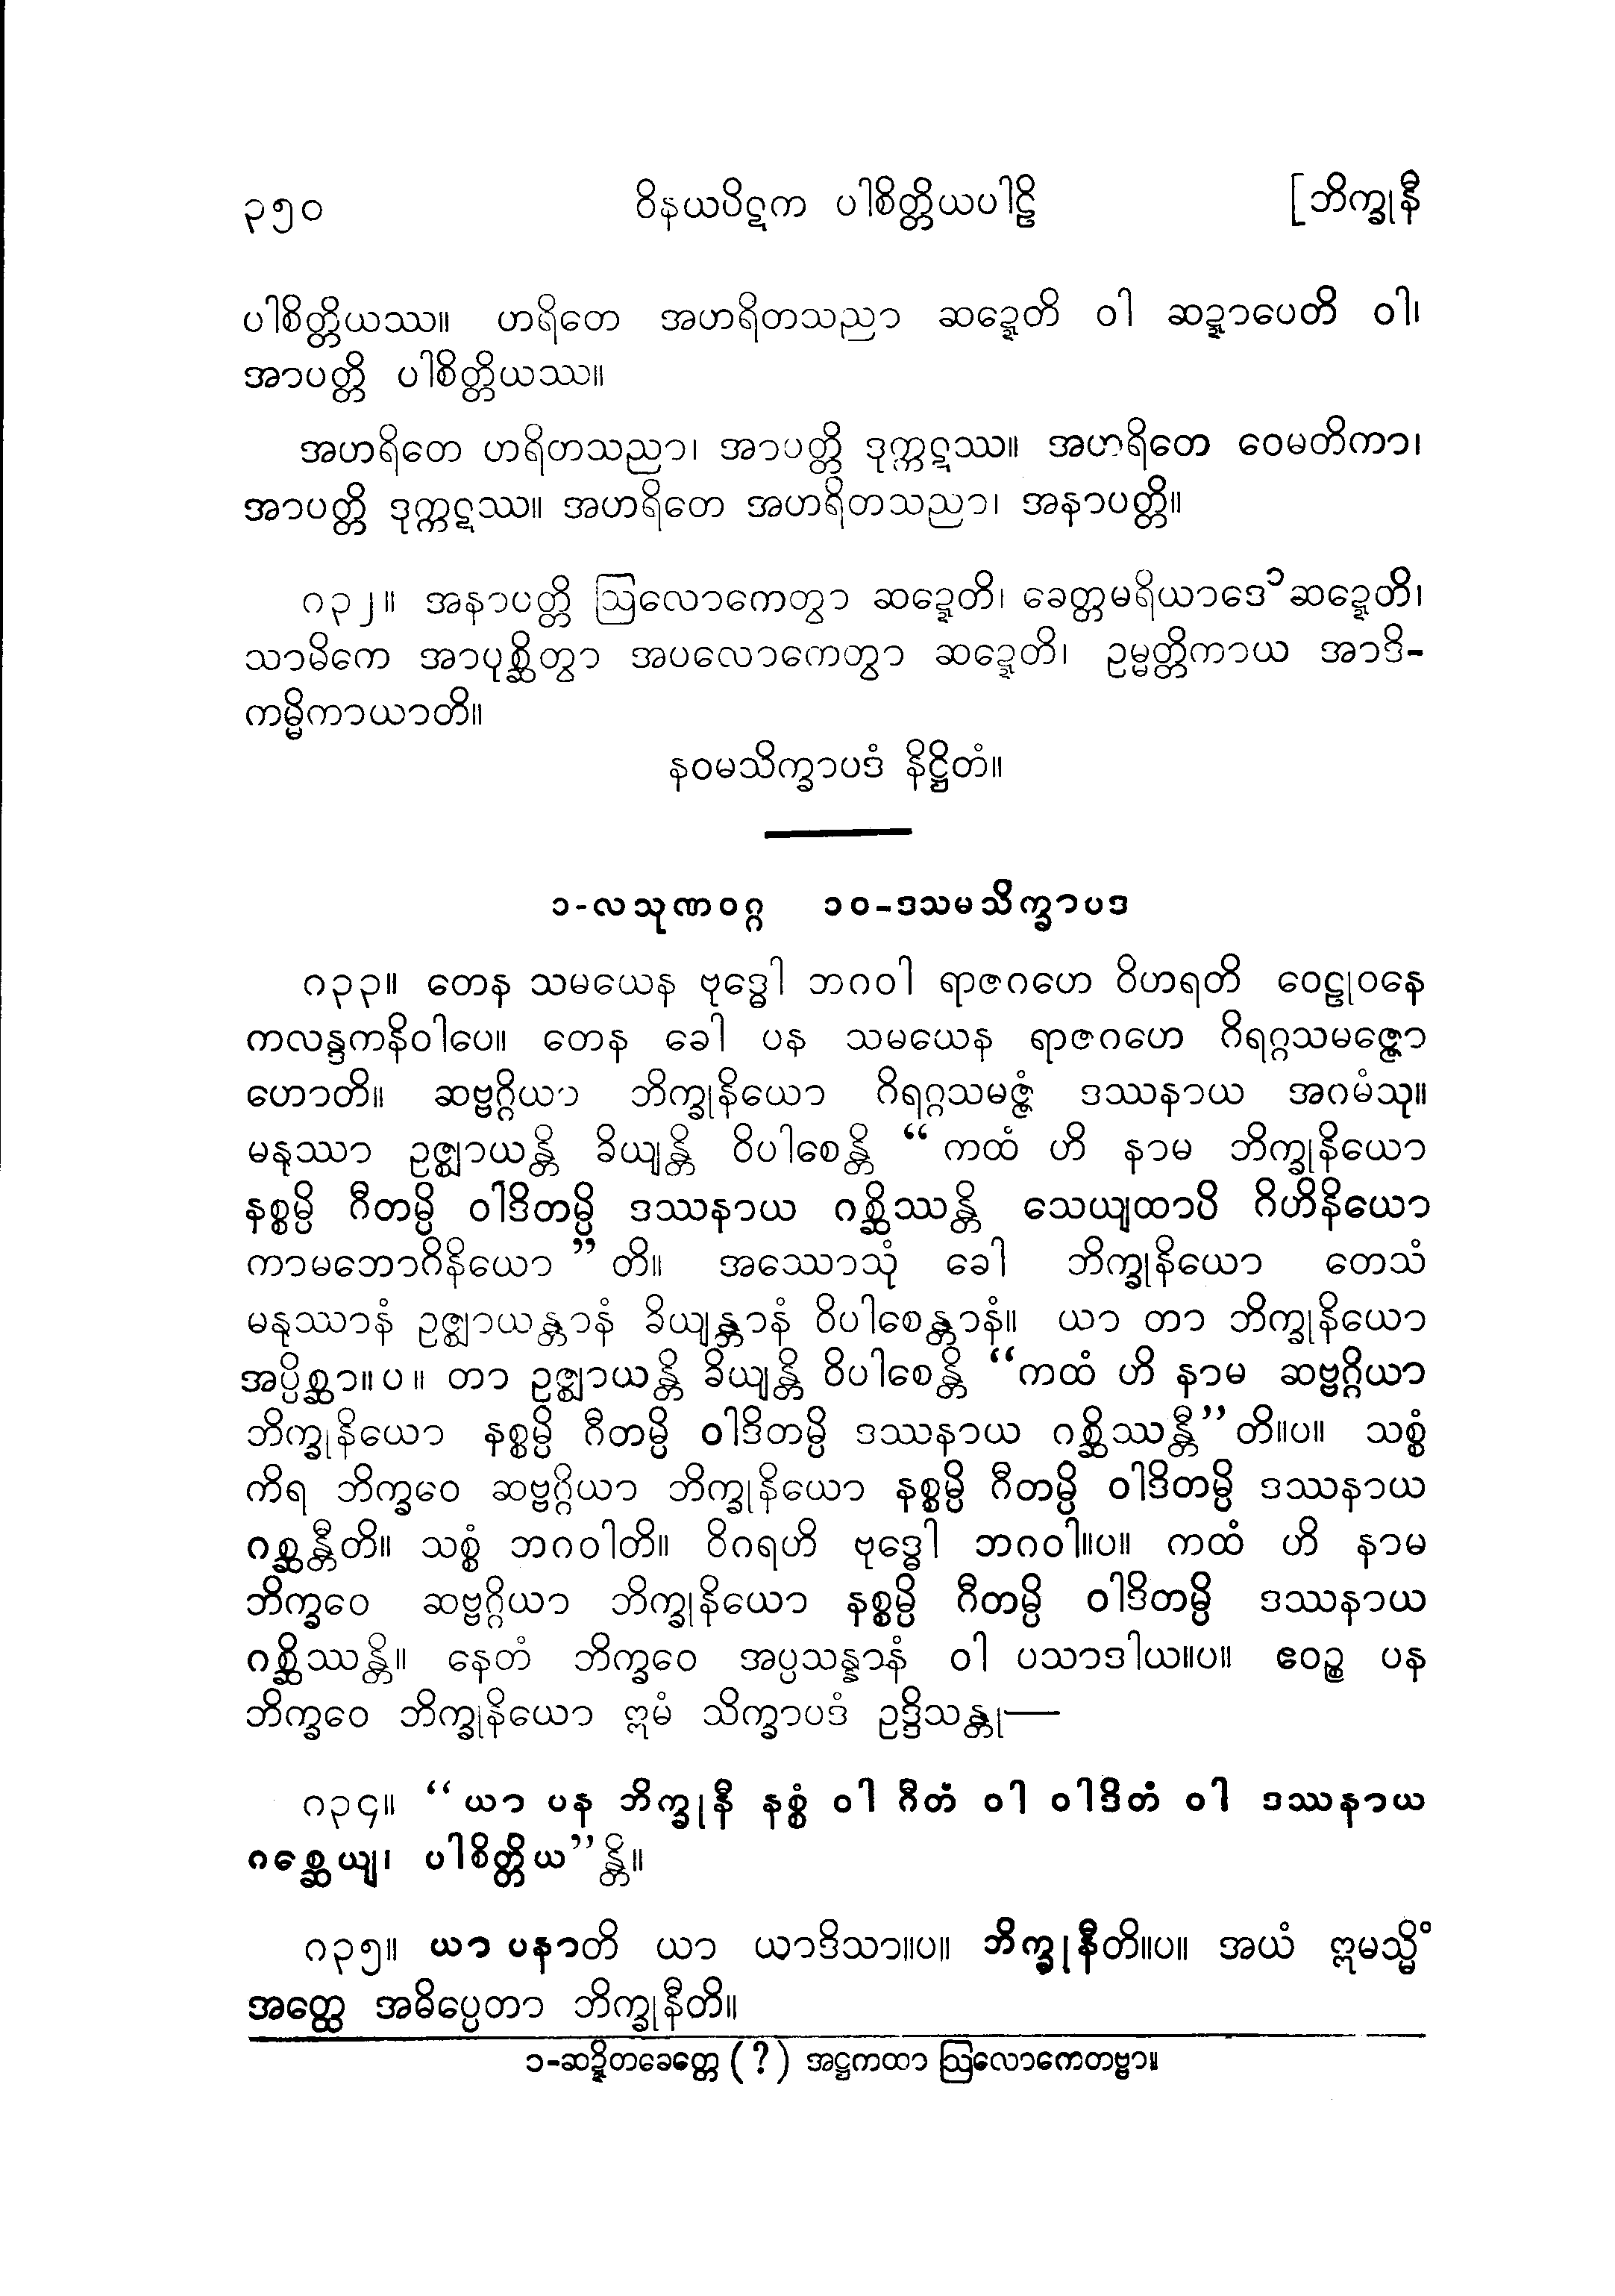 ၃၅၀ ဝိနယပိဋက ပါစိတ္တိယပါဠိ [ဘိက္ခုနီ
ပါစိတ္တိယဿ။ ဟရိတေ အဟရိတသညာ ဆဍ္ဍေတိ ဝါ ဆဍ္ဍာပေတိ ဝါ၊
အာပတ္တိ ပါစိတ္တိယဿ။
အဟရိတေ ဟရိတသညာ၊ အာပတ္တိ ဒုက္ကဋဿ။ အဟရိတေ ဝေမတိကာ၊
အာပတ္တိ ဒုက္ကဋဿ။ အဟရိတေ အဟရိတသညာ၊ အနာပတ္တိ။
၈၃၂။ အနာပတ္တိ ဩလောကေတွာ ဆဍ္ဍေတိ၊ ခေတ္တမရိယာဒေ ၁ ဆဍ္ဍေတိ၊
သာမိကေ အာပုစ္ဆိတွာ အပလောကေတွာ ဆဍ္ဍေတိ၊ ဥမ္မတ္တိကာယ အာဒိ-
ကမ္မိကာယာတိ။
နဝမသိက္ခာပဒံ နိဋ္ဌိတံ။
၁-လသုဏဝဂ္ဂ ၁၀-ဒသမသိက္ခာပဒ
၈၃၃။ တေန သမယေန ဗုဒ္ဓေါ ဘဂဝါ ရာဇဂဟေ ဝိဟရတိ ဝေဠုဝနေ
ကလန္ဒကနိဝါပေ။ တေန ခေါ ပန သမယေန ရာဇဂဟေ ဂိရဂ္ဂသမဇ္ဇော
ဟောတိ။ ဆဗ္ဗဂ္ဂိယာ ဘိက္ခုနိယော ဂိရဂ္ဂသမဇ္ဇံ ဒဿနာယ အဂမံသု။
မနုဿာ ဥဇ္ဈာယန္တိ ခိယျန္တိ ဝိပါစေန္တိ “ ကထံ ဟိ နာမ ဘိက္ခုနိယော
နစ္စမ္ပိ ဂီတမ္ပိ ဝါဒိတမ္ပိ ဒဿနာယ ဂစ္ဆိဿန္တိ သေယျထာပိ ဂိဟိနိယော
ကာမဘောဂိနိယော ” တိ။ အဿောသုံ ခေါ ဘိက္ခုနိယော တေသံ
မနုဿာနံ ဥဇ္ဈာယန္တာနံ ခိယျန္တာနံ ဝိပါစေန္တာနံ။ ယာ တာ ဘိက္ခုနိယော
အပ္ပိစ္ဆာ။ပ။ တာ ဥဇ္ဈာယန္တိ ခိယျန္တိ ဝိပါစေန္တိ “ကထံ ဟိ နာမ ဆဗ္ဗဂ္ဂိယာ
ဘိက္ခုနိယော နစ္စမ္ပိ ဂီတမ္ပိ ဝါဒိတမ္ပိ ဒဿနာယ ဂစ္ဆိဿန္တီ” တိ။ပ။ သစ္စံ
ကိရ ဘိက္ခဝေ ဆဗ္ဗဂ္ဂိယာ ဘိက္ခုနိယော နစ္စမ္ပိ ဂီတမ္ပိ ဝါဒိတမ္ပိ ဒဿနာယ
ဂစ္ဆန္တီတိ။ သစ္စံ ဘဂဝါတိ။ ဝိဂရဟိ ဗုဒ္ဓေါ ဘဂဝါ။ပ။ ကထံ ဟိ နာမ
ဘိက္ခဝေ ဆဗ္ဗဂ္ဂိယာ ဘိက္ခုနိယော နစ္စမ္ပိ ဂီတမ္ပိ ဝါဒိတမ္ပိ ဒဿနာယ
ဂစ္ဆိဿန္တိ။ နေတံ ဘိက္ခဝေ အပ္ပသန္နာနံ ဝါ ပသာဒါယ။ပ။ ဧဝဉ္စ ပန
ဘိက္ခဝေ ဘိက္ခုနိယော ဣမံ သိက္ခာပဒံ ဥဒ္ဒိသန္တု—
၈၃၄။ “ ယာ ပန ဘိက္ခုနီ နစ္စံ ဝါ ဂီတံ ဝါ ဝါဒိတံ ဝါ ဒဿနာယ
ဂစ္ဆေယျ၊ ပါစိတ္တိယ” န္တိ။
၈၃၅။ ယာ ပနာတိ ယာ ယာဒိသာ။ပ။ ဘိက္ခုနီတိ။ပ။ အယံ ဣမသ္မိံ
အတ္ထေ အဓိပ္ပေတာ ဘိက္ခုနီတိ။
၁-ဆဍ္ဍိတခေတ္တေ (?) အဋ္ဌကထာ ဩလောကေတဗ္ဗာ။